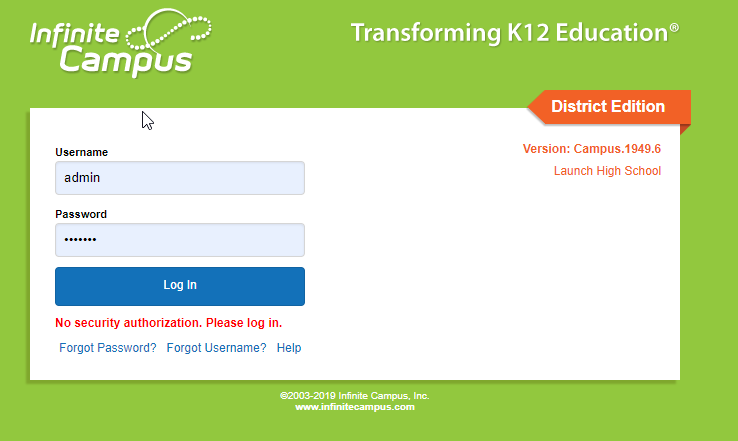 Infinite
Campus
Transforming K12 Education®
District Edition
Version: Campus.1949.6
Launch High School
Username
admin
Password
•••••••
Log In
No security authorization. Please log in.
Forgot Password? Forgot Username? Help
©2003-2019 Infinite Campus, Inc.
www.infinitecampus.com